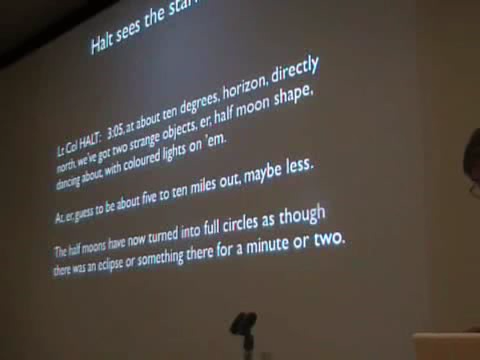 Halt sees the star
Lt Col HALT: 3:05, at about ten degrees, horizon, directly
north, we've got two strange objects, er, half moon shape,
dancing about, with coloured lights on 'em.
At, er, guess to be about five to ten miles out, maybe less.
The half moons have now turned into full circles as though
there was an eclipse or something there for a minute or two.